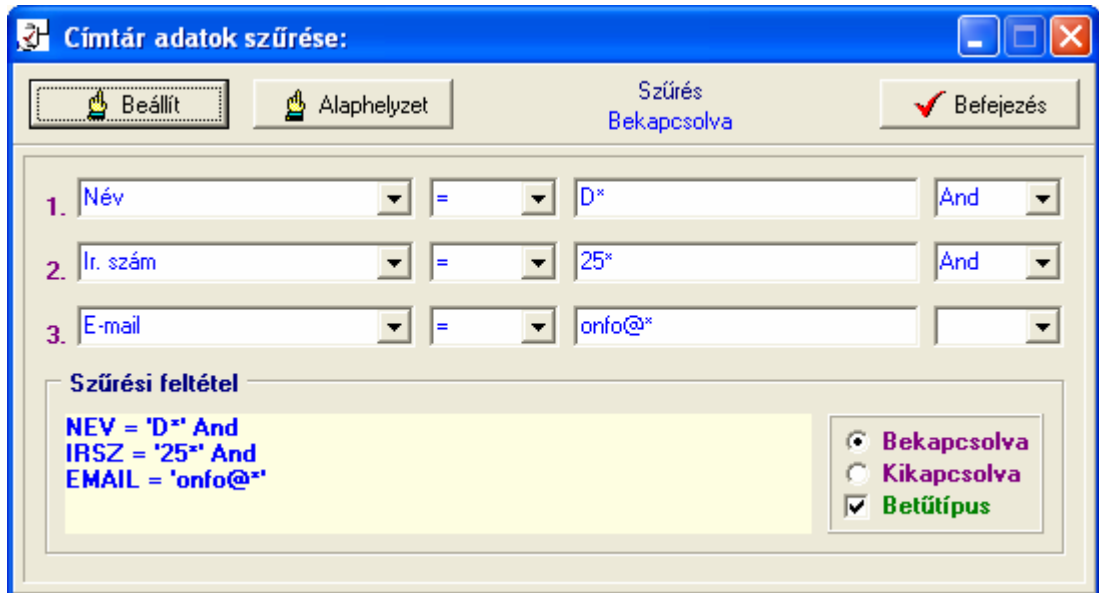 Címtár adatok szűrése:
Beállít
Alaphelyzet
Szűrés
Bekapcsolva
Befejezés
1. Név = D* And
2. Ir. szám = 25* And
3. E-mail = onfo@*
Szűrési feltétel
NEV = 'D*' And
IRSZ = '25*' And
EMAIL = 'onfo@*'
Bekapcsolva
Kikapcsolva
Betűtípus